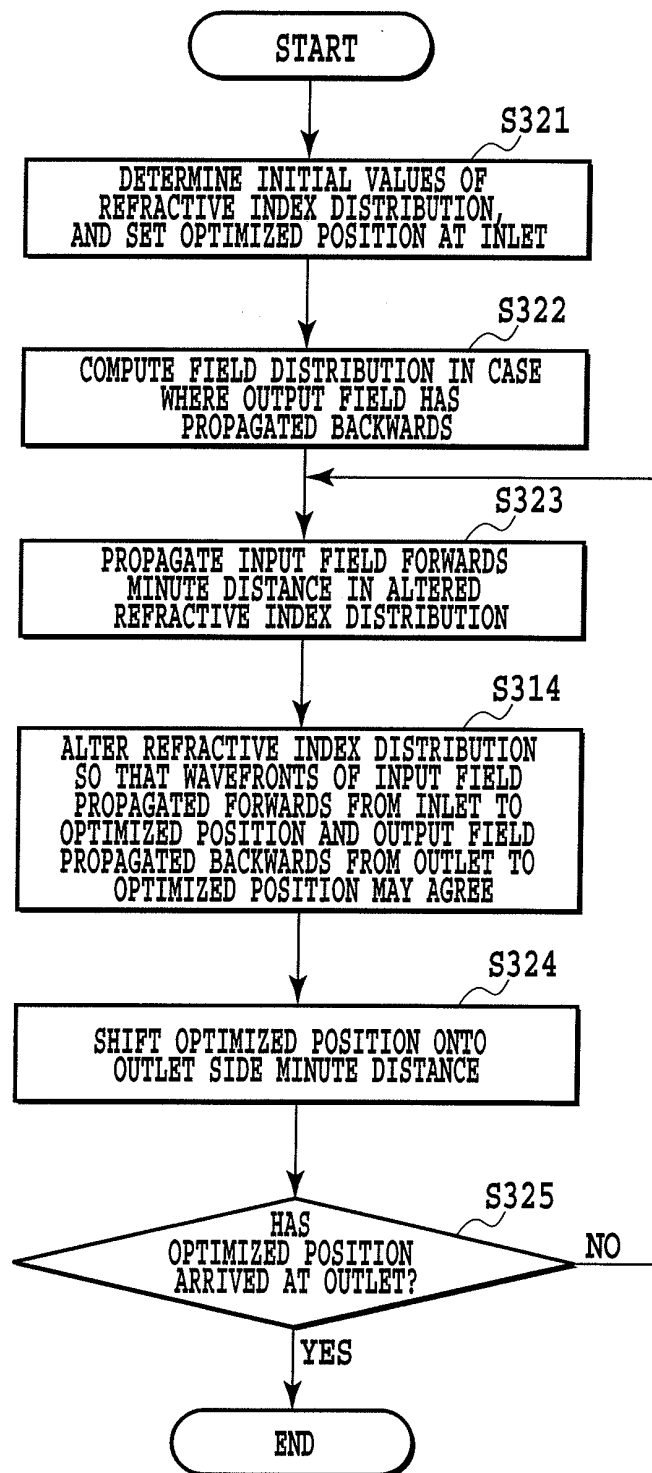 START
S321
DETERMINE INITIAL VALUES OF
REFRACTIVE INDEX DISTRIBUTION,
AND SET OPTIMIZED POSITION AT INLET
S322
COMPUTE FIELD DISTRIBUTION IN CASE
WHERE OUTPUT FIELD HAS
PROPAGATED BACKWARDS
S323
PROPAGATE INPUT FIELD FORWARDS
MINUTE DISTANCE IN ALTERED
REFRACTIVE INDEX DISTRIBUTION
S314
ALTER REFRACTIVE INDEX DISTRIBUTION
SO THAT WAVEFRONTS OF INPUT FIELD
PROPAGATED FORWARDS FROM INLET TO
OPTIMIZED POSITION AND OUTPUT FIELD
PROPAGATED BACKWARDS FROM OUTLET TO
OPTIMIZED POSITION MAY AGREE
S324
SHIFT OPTIMIZED POSITION ONTO
OUTLET SIDE MINUTE DISTANCE
S325
HAS
OPTIMIZED POSITION
ARRIVED AT OUTLET?
NO
YES
END